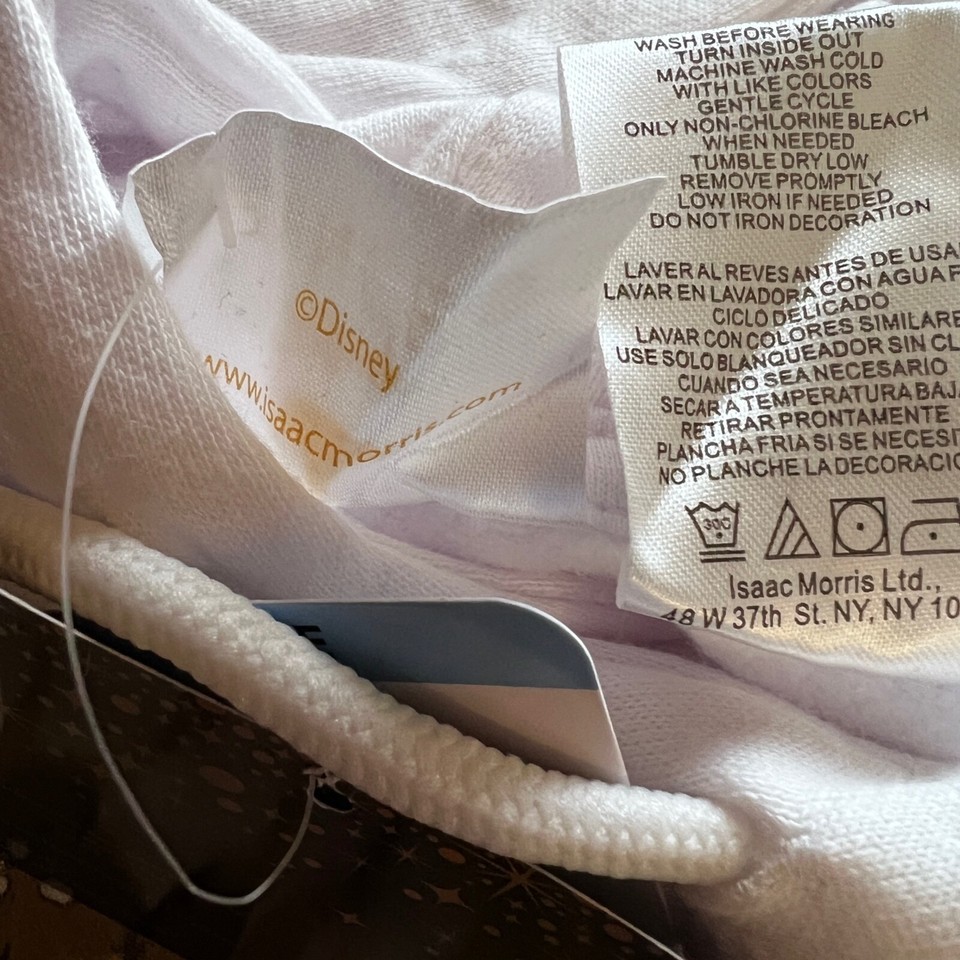 ©Disney
www.isaacmorris.com
WASH BEFORE WEARING
TURN INSIDE OUT
MACHINE WASH COLD
WITH LIKE COLORS
GENTLE CYCLE
ONLY NON-CHLORINE BLEACH
WHEN NEEDED
TUMBLE DRY LOW
REMOVE PROMPTLY
LOW IRON IF NEEDED
DO NOT IRON DECORATION
LAVER AL REVES ANTES DE USA
LAVAR EN LAVADORA CON AGUA F
CICLO DELICADO
LAVAR CON COLORES SIMILARE
USE SOLO BLANQUEADOR SIN CL
CUANDO SEA NECESARIO
SECAR A TEMPERATURA BAJA
RETIRAR PRONTAMENTE
PLANCHA FRIA SI SE NECESIT
NO PLANCHE LA DECORACIO
300
Isaac Morris Ltd.,
48 W 37th St. NY, NY 10